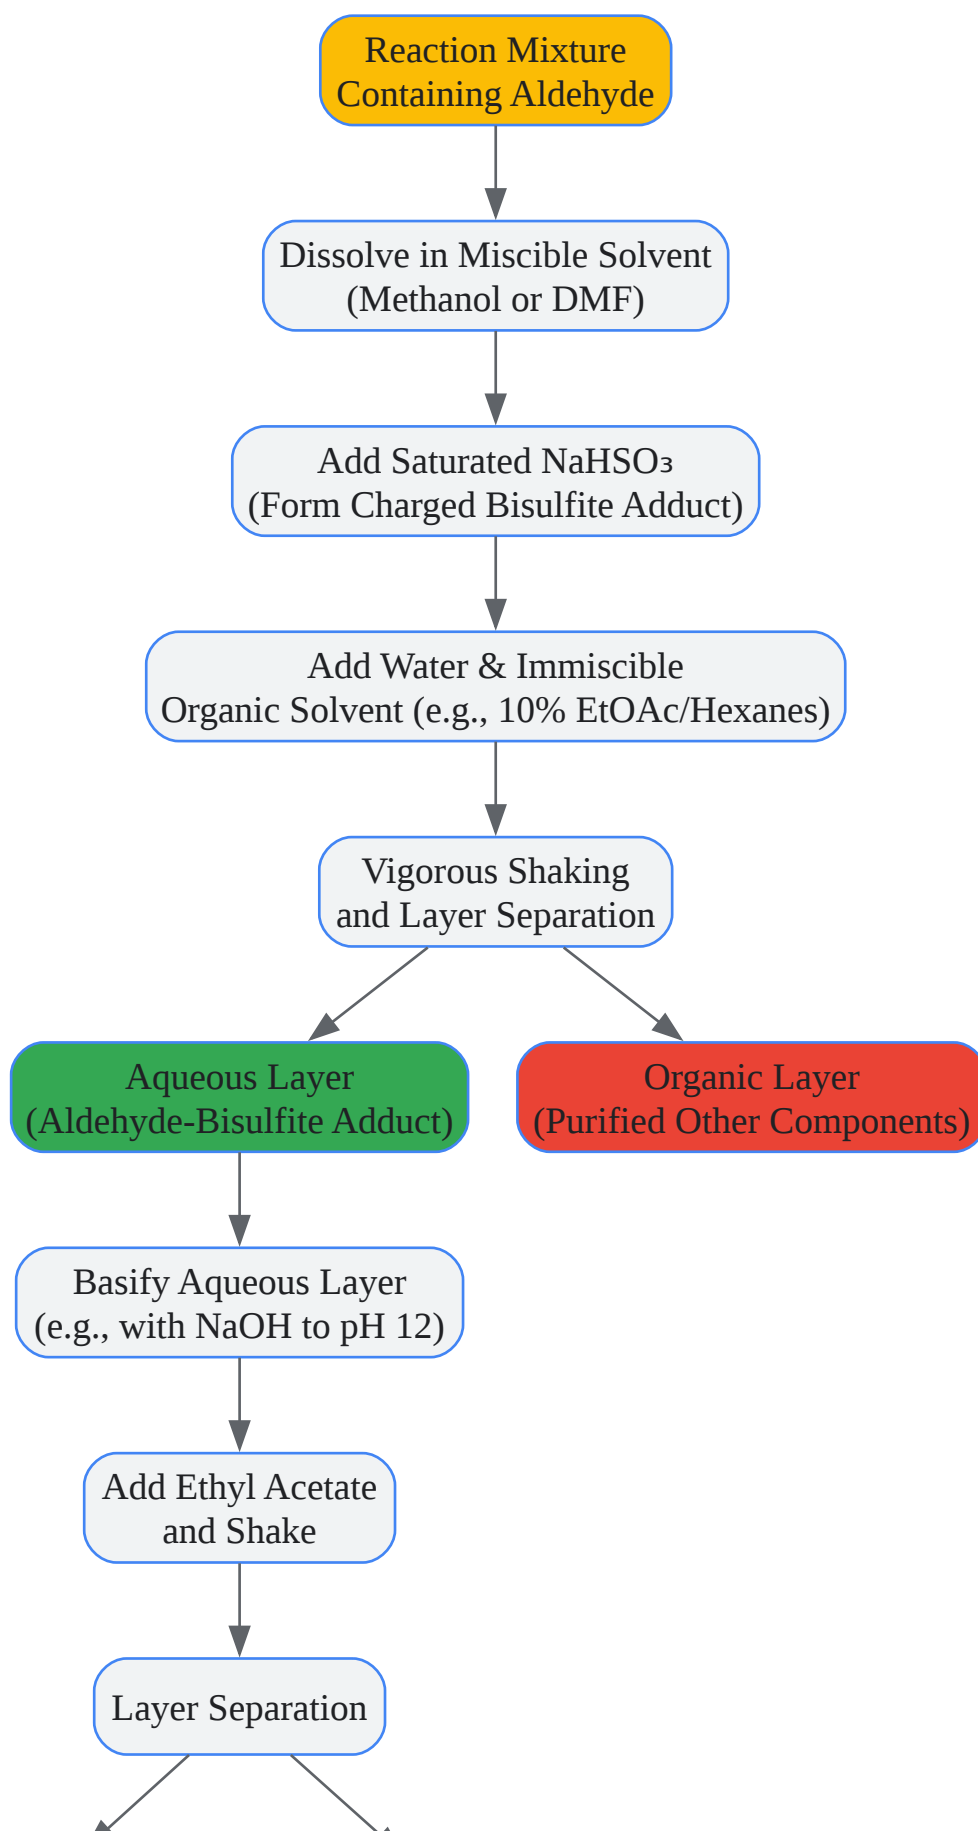 Reaction Mixture
Containing Aldehyde
Dissolve in Miscible Solvent
(Methanol or DMF)
Add Saturated NaHSO₃
(Form Charged Bisulfite Adduct)
Add Water & Immiscible
Organic Solvent (e.g., 10% EtOAc/Hexanes)
Vigorous Shaking
and Layer Separation
Aqueous Layer
(Aldehyde-Bisulfite Adduct)
Organic Layer
(Purified Other Components)
Basify Aqueous Layer
(e.g., with NaOH to pH 12)
Add Ethyl Acetate
and Shake
Layer Separation